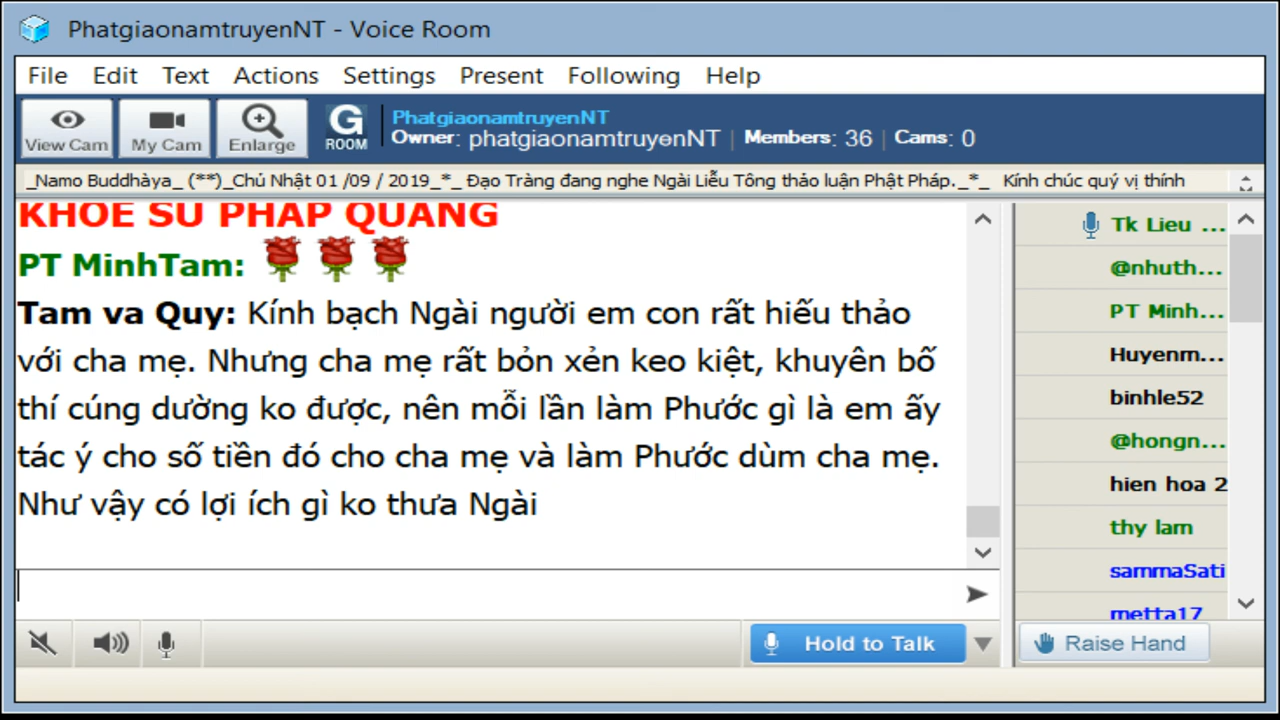 PhatgiaonamtruyenNT - Voice Room
File Edit Text Actions Settings Present Following Help
View Cam My Cam Enlarge G ROOM
PhatgiaonamtruyenNT
Owner: phatgiaonamtruyenNT | Members: 36 | Cams: 0
_Namo Buddhàya_ (**)_Chủ Nhật 01 /09 / 2019_*_ Đạo Tràng đang nghe Ngài Liễu Tông thảo luận Phật Pháp._*_ Kính chúc quý vị thính
KHOE SU PHAP QUANG
PT MinhTam:
Tam va Quy: Kính bạch Ngài người em con rất hiếu thảo
với cha mẹ. Nhưng cha mẹ rất bỏn xẻn keo kiệt, khuyên bố
thí cúng dường ko được, nên mỗi lần làm Phước gì là em ấy
tác ý cho số tiền đó cho cha mẹ và làm Phước dùm cha mẹ.
Như vậy có lợi ích gì ko thưa Ngài
Tk Lieu ...
@nhuth...
PT Minh...
Huyenm...
binhle52
@hongn...
hien hoa 2
thy lam
sammaSati
metta17
Hold to Talk
Raise Hand